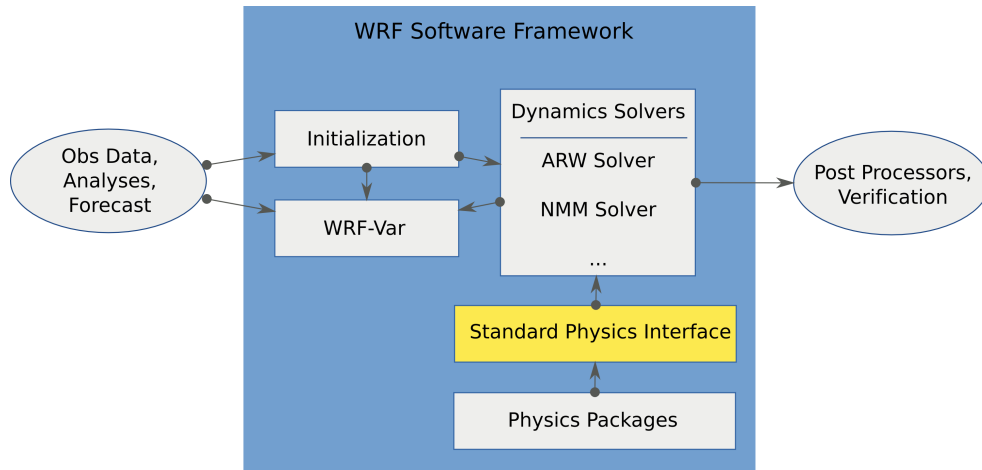 WRF Software Framework
Obs Data,
Analyses,
Forecast
Initialization
WRF-Var
Dynamics Solvers
ARW Solver
NMM Solver
...
Standard Physics Interface
Physics Packages
Post Processors,
Verification